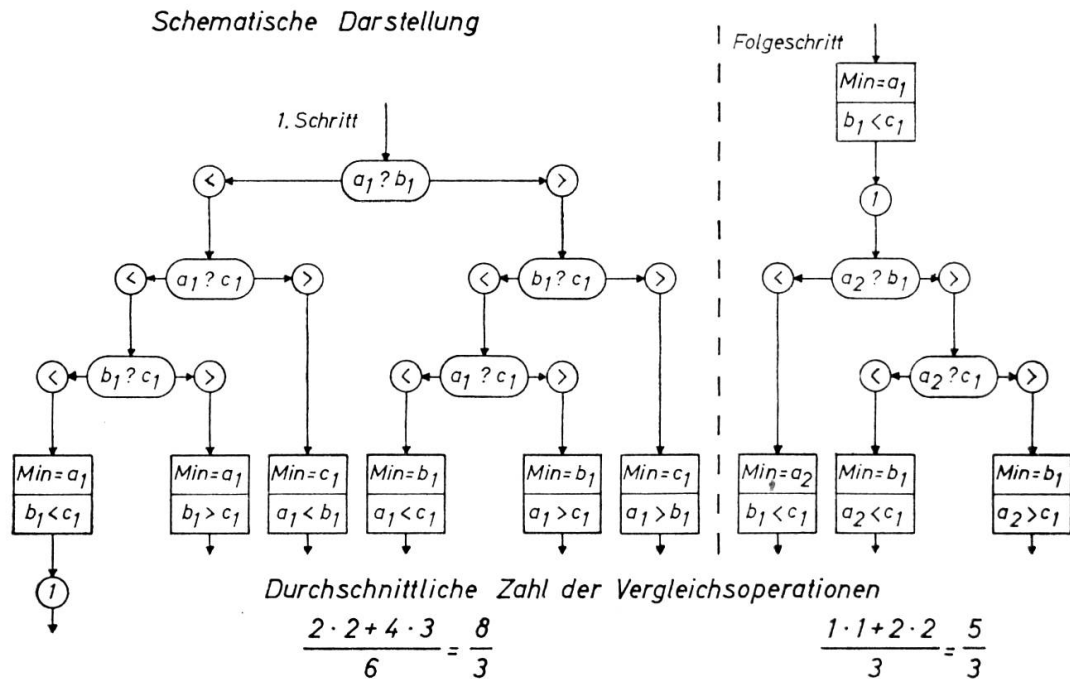 Schematische Darstellung
1. Schritt
a₁ ? b₁
<
>
a₁ ? c₁
<
>
b₁ ? c₁
<
>
b₁ ? c₁
<
>
a₁ ? c₁
<
>
Min = a₁
b₁ < c₁
Min = a₁
b₁ > c₁
Min = c₁
a₁ < b₁
Min = b₁
a₁ < c₁
Min = b₁
a₁ > c₁
Min = c₁
a₁ > b₁
1
Folgeschritt
Min = a₁
b₁ < c₁
1
<
a₂ ? b₁
>
<
a₂ ? c₁
>
Min = a₂
b₁ < c₁
Min = b₁
a₂ < c₁
Min = b₁
a₂ > c₁
Durchschnittliche Zahl der Vergleichsoperationen
2 · 2 + 4 · 3 / 6 = 8 / 3
1 · 1 + 2 · 2 / 3 = 5 / 3